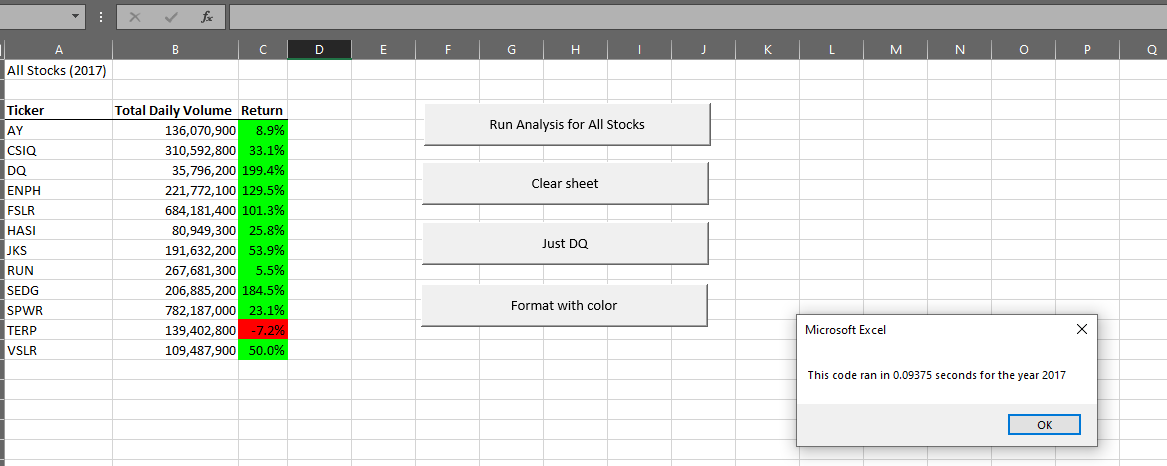 fx
A B C D E F G H I J K L M N O P Q
All Stocks (2017)
Ticker Total Daily Volume Return
AY 136,070,900 8.9%
CSIQ 310,592,800 33.1%
DQ 35,796,200 199.4%
ENPH 221,772,100 129.5%
FSLR 684,181,400 101.3%
HASI 80,949,300 25.8%
JKS 191,632,200 53.9%
RUN 267,681,300 5.5%
SEDG 206,885,200 184.5%
SPWR 782,187,000 23.1%
TERP 139,402,800 -7.2%
VSLR 109,487,900 50.0%
Run Analysis for All Stocks
Clear sheet
Just DQ
Format with color
Microsoft Excel
This code ran in 0.09375 seconds for the year 2017
OK